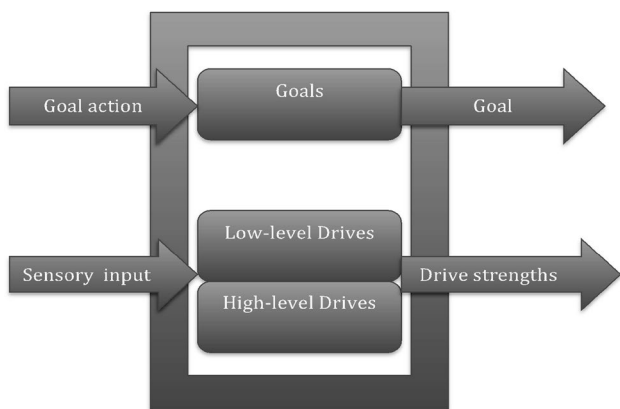 Goal action
Goals
Goal
Low-level Drives
Sensory input
Drive strengths
High-level Drives